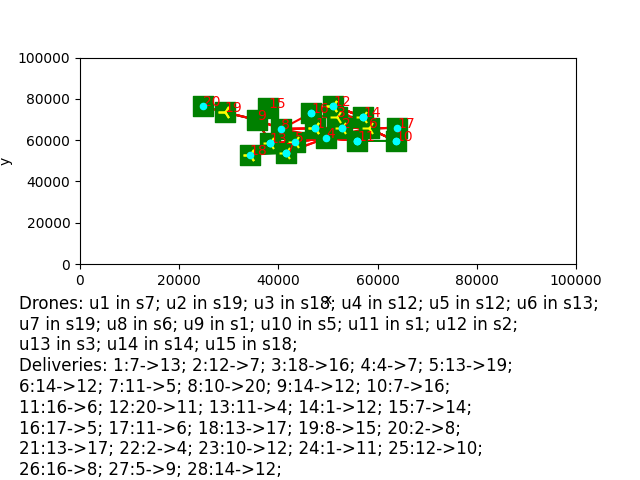 100000
80000
60000
40000
20000
0
y
0 20000 40000 60000 80000 100000
x
Drones: u1 in s7; u2 in s19; u3 in s18; u4 in s12; u5 in s12; u6 in s13;
u7 in s19; u8 in s6; u9 in s1; u10 in s5; u11 in s1; u12 in s2;
u13 in s3; u14 in s14; u15 in s18;
Deliveries: 1:7->13; 2:12->7; 3:18->16; 4:4->7; 5:13->19;
6:14->12; 7:11->5; 8:10->20; 9:14->12; 10:7->16;
11:16->6; 12:20->11; 13:11->4; 14:1->12; 15:7->14;
16:17->5; 17:11->6; 18:13->17; 19:8->15; 20:2->8;
21:13->17; 22:2->4; 23:10->12; 24:1->11; 25:12->10;
26:16->8; 27:5->9; 28:14->12;